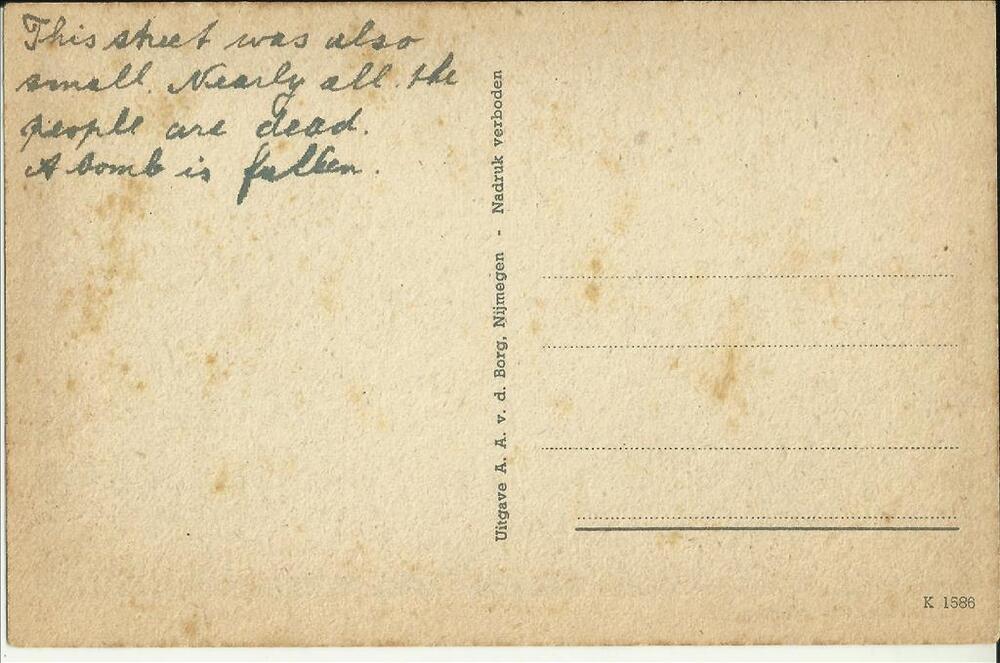 This street was also
small. Nearly all the
people are dead.
A bomb is fallen.
Uitgave A. A. v. d. Borg, Nijmegen - Nadruk verboden
K 1586